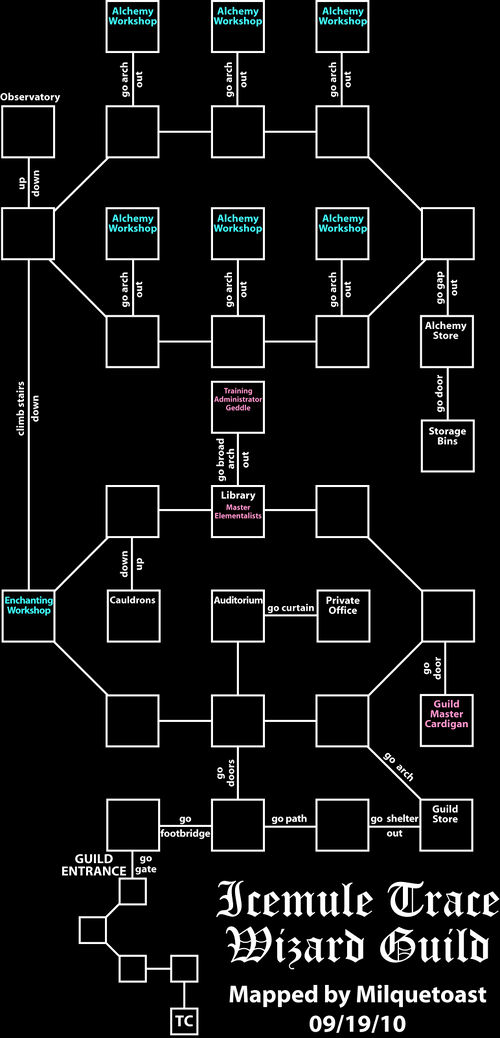 Alchemy
Workshop
Alchemy
Workshop
Alchemy
Workshop
go arch
out
go arch
out
go arch
out
Observatory
up
down
Alchemy
Workshop
Alchemy
Workshop
Alchemy
Workshop
go arch
out
go arch
out
go arch
out
go gap
out
Alchemy
Store
climb stairs
down
go door
Training
Administrator
Geddle
Storage
Bins
go broad
arch
out
Library
Master
Elementalists
down
up
Enchanting
Workshop
Cauldrons
Auditorium
go curtain
Private
Office
go
door
Guild
Master
Cardigan
go
doors
go arch
go
footbridge
go path
go shelter
out
Guild
Store
GUILD
ENTRANCE
go
gate
Icemule Trace
Wizard Guild
Mapped by Milquetoast
09/19/10
TC